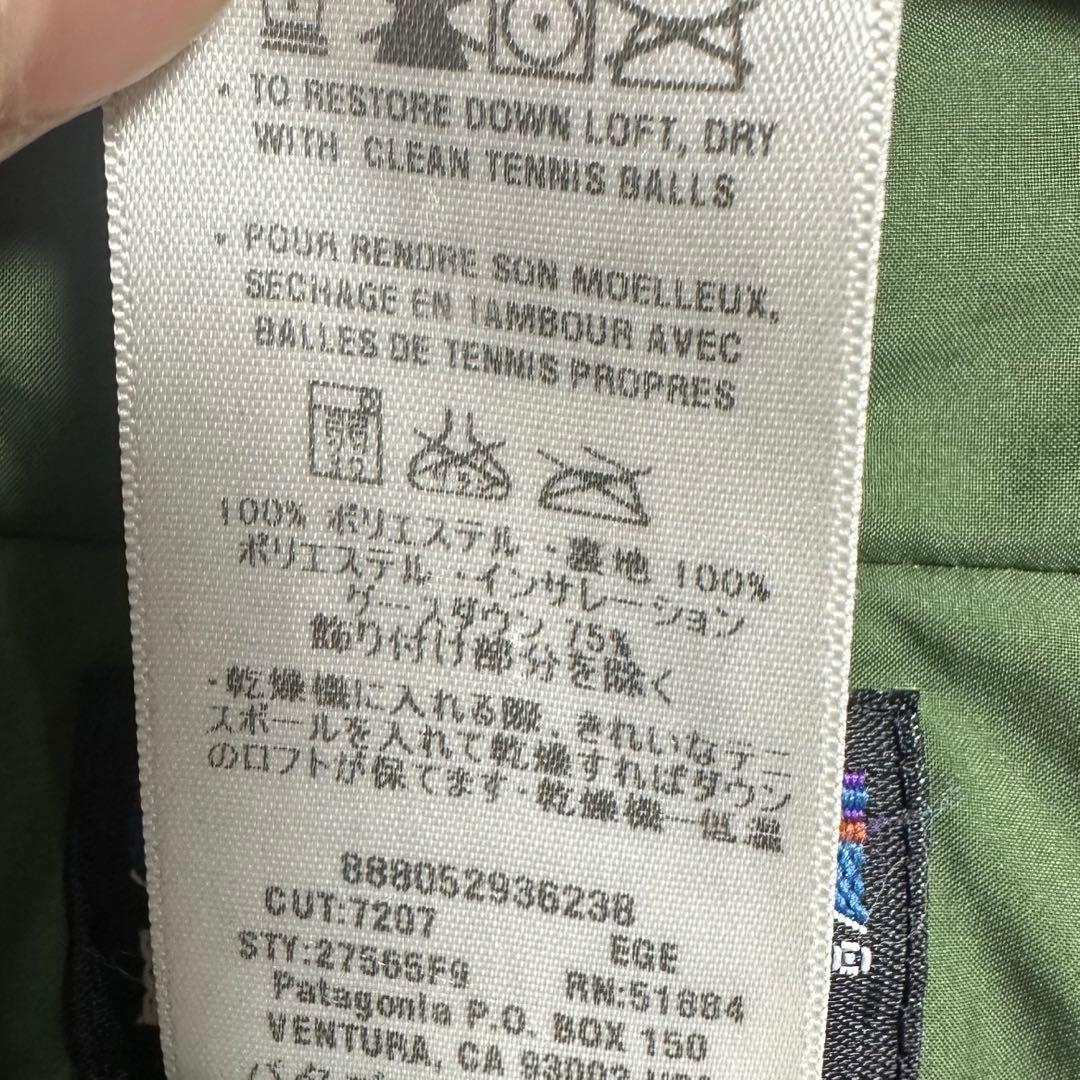 • TO RESTORE DOWN LOFT, DRY
WITH CLEAN TENNIS BALLS
• POUR RENDRE SON MOELLEUX,
SECHAGE EN TAMBOUR AVEC
BALLES DE TENNIS PROPRES
100% ポリエステル ・裏地 100%
ポリエステル ・インサレーション
グースダウン 75%
飾り付け部分を除く
・乾燥機に入れる際、きれいなテニ
スボールを入れて乾燥すればダウン
のロフトが保てます・乾燥機ー低温
888052936238
CUT:7207
EGE
STY:27565F9
RN:51884
Patagonia P.O. BOX 150
VENTURA, CA 93002 USA